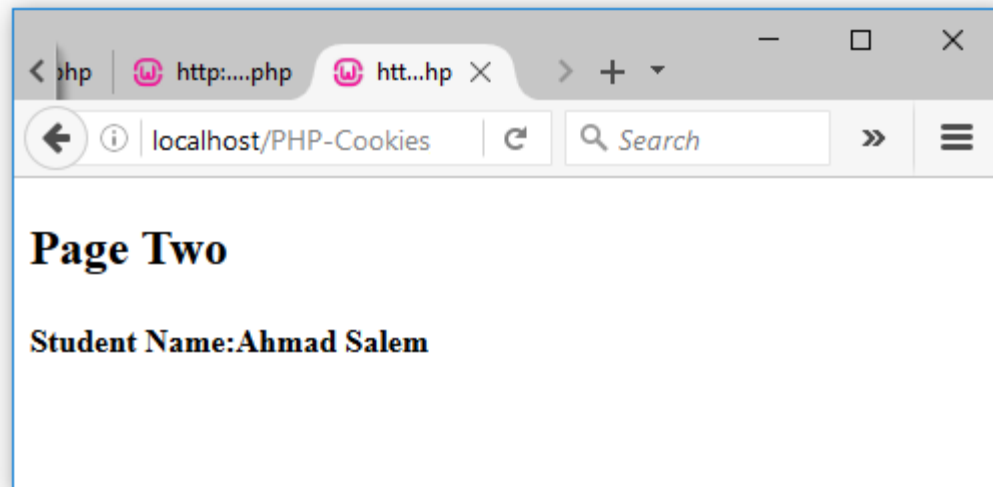 php http:....php htt...hp
localhost/PHP-Cookies Search
Page Two
Student Name:Ahmad Salem